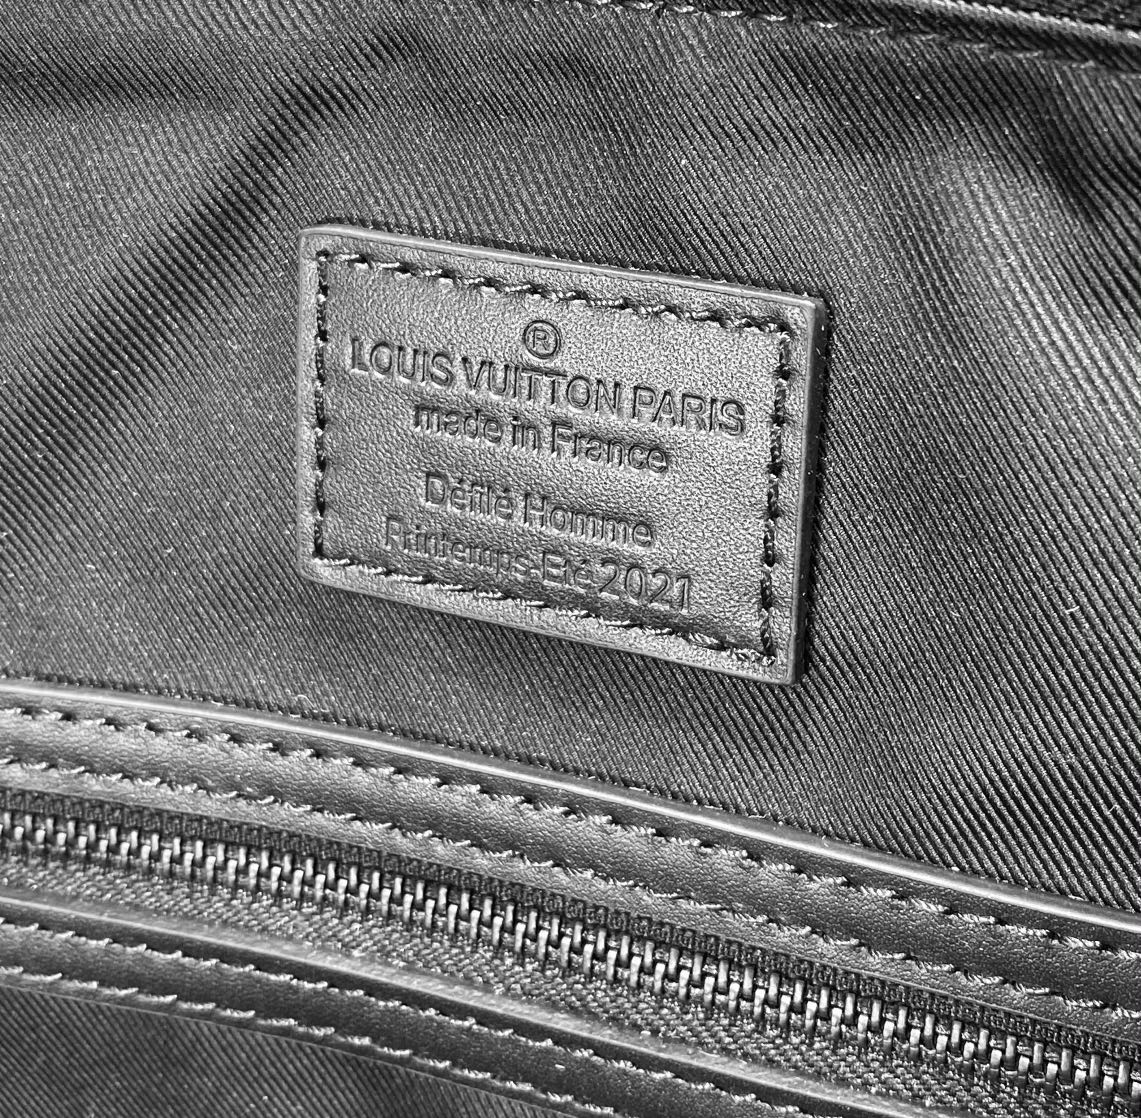 ®
LOUIS VUITTON PARIS
made in France
Défilé Homme
Printemps-Eté 2021